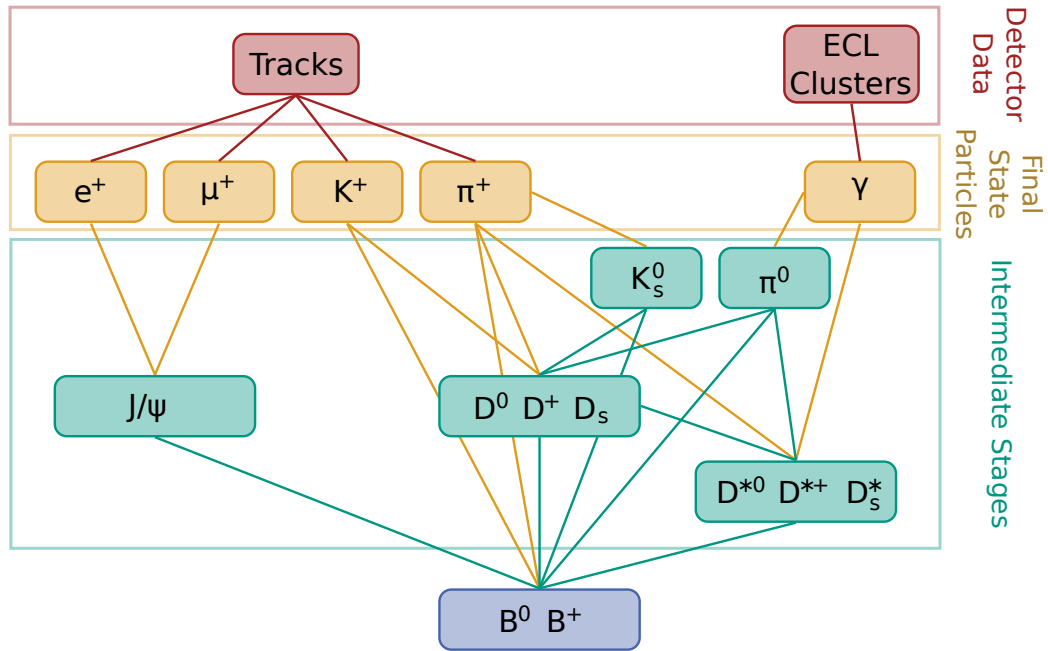 Tracks
ECL
Clusters
Detector
Data
e⁺
μ⁺
K⁺
π⁺
γ
Final
State
Particles
K⁰ₛ
π⁰
J/ψ
D⁰ D⁺ Dₛ
D*⁰ D*⁺ D*ₛ
Intermediate Stages
B⁰ B⁺